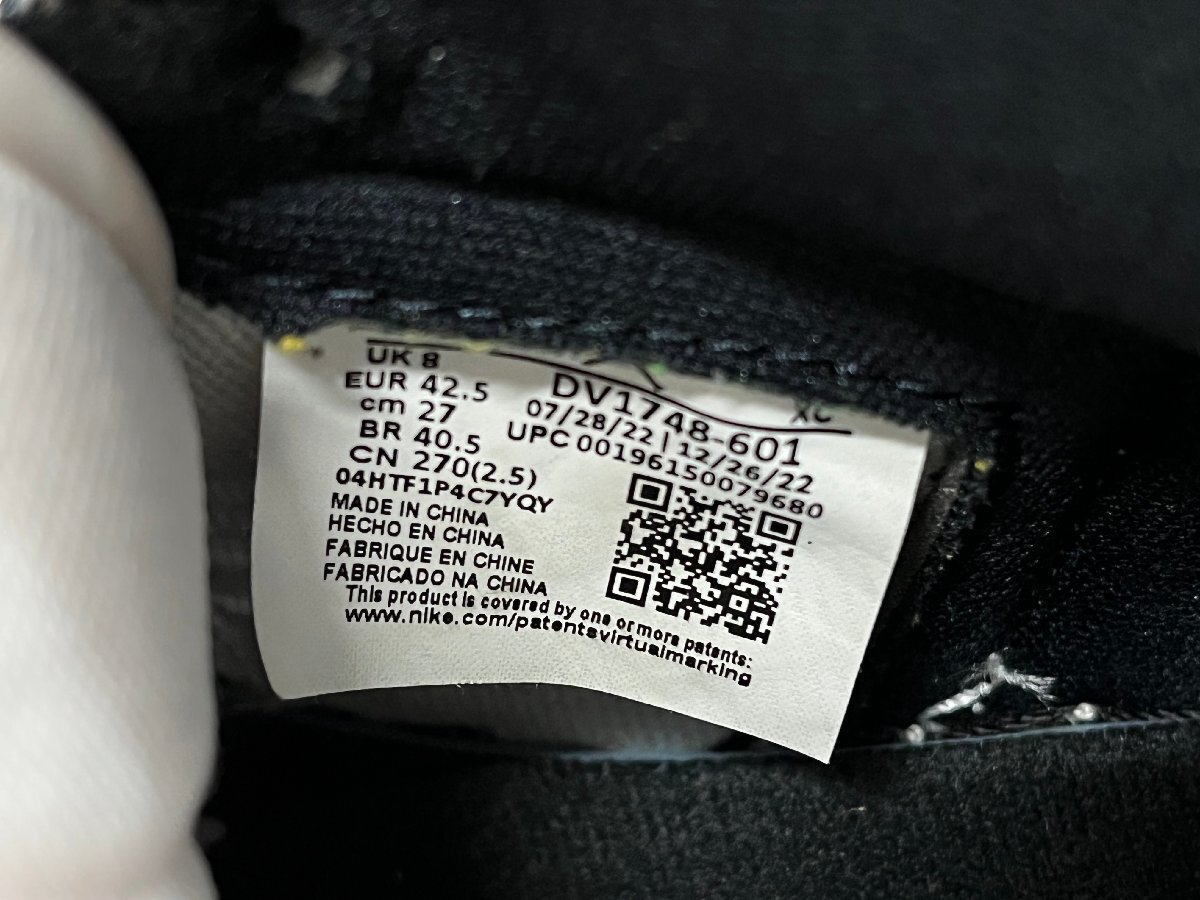 UK 8
EUR 42.5
cm 27
BR 40.5
CN 270(2.5)
04HTF1P4C7YQY
MADE IN CHINA
HECHO EN CHINA
FABRIQUE EN CHINE
FABRICADO NA CHINA
XC
DV1748-601
07/28/22 | 12/26/22
UPC 00196150079680
This product is covered by one or more patents:
www.nike.com/patentsvirtualmarking